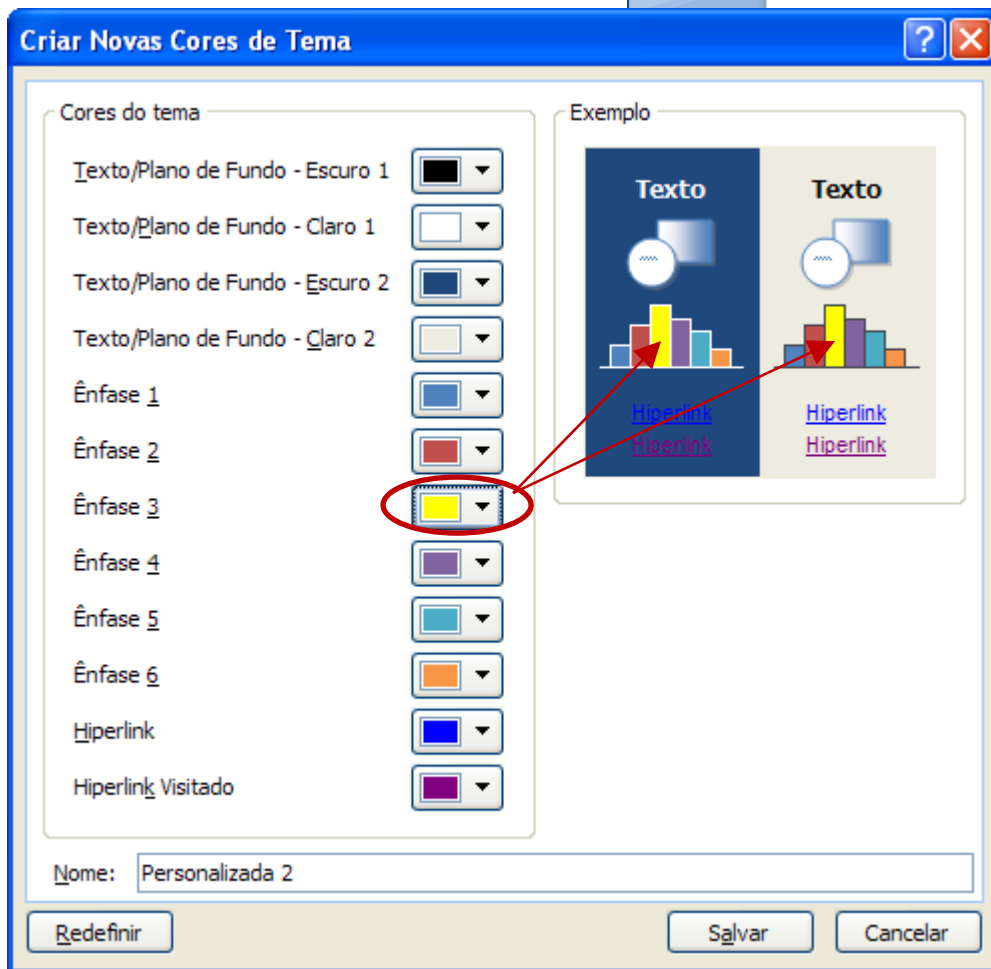 Criar Novas Cores de Tema
Cores do tema
Texto/Plano de Fundo - Escuro 1
Texto/Plano de Fundo - Claro 1
Texto/Plano de Fundo - Escuro 2
Texto/Plano de Fundo - Claro 2
Ênfase 1
Ênfase 2
Ênfase 3
Ênfase 4
Ênfase 5
Ênfase 6
Hiperlink
Hiperlink Visitado
Exemplo
Texto
Hiperlink
Hiperlink
Texto
Hiperlink
Hiperlink
Nome: Personalizada 2
Redefinir
Salvar
Cancelar